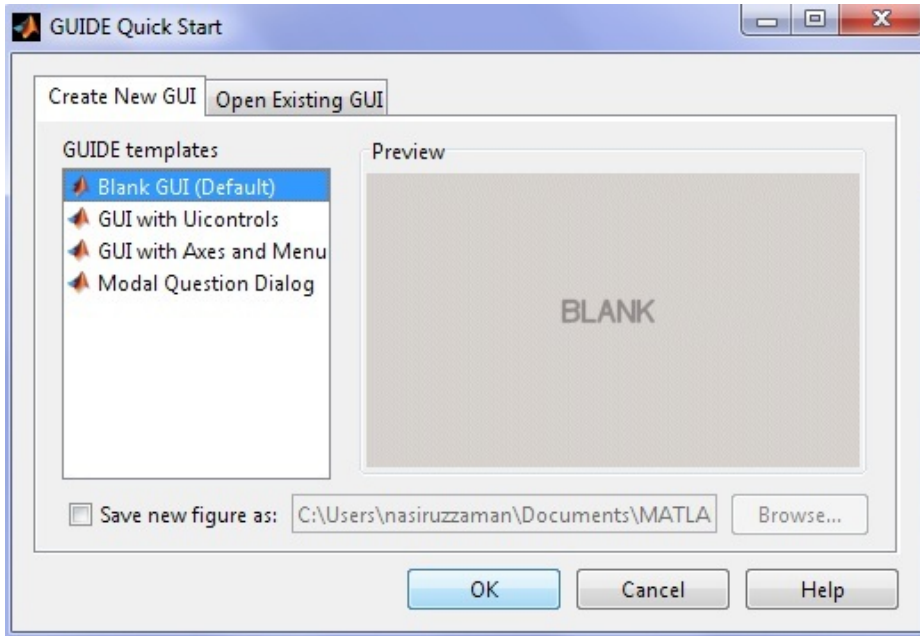 GUIDE Quick Start
Create New GUI
Open Existing GUI
GUIDE templates
Blank GUI (Default)
GUI with Uicontrols
GUI with Axes and Menu
Modal Question Dialog
Preview
BLANK
Save new figure as:
C:\Users\nasiruzzaman\Documents\MATLA
Browse...
OK
Cancel
Help